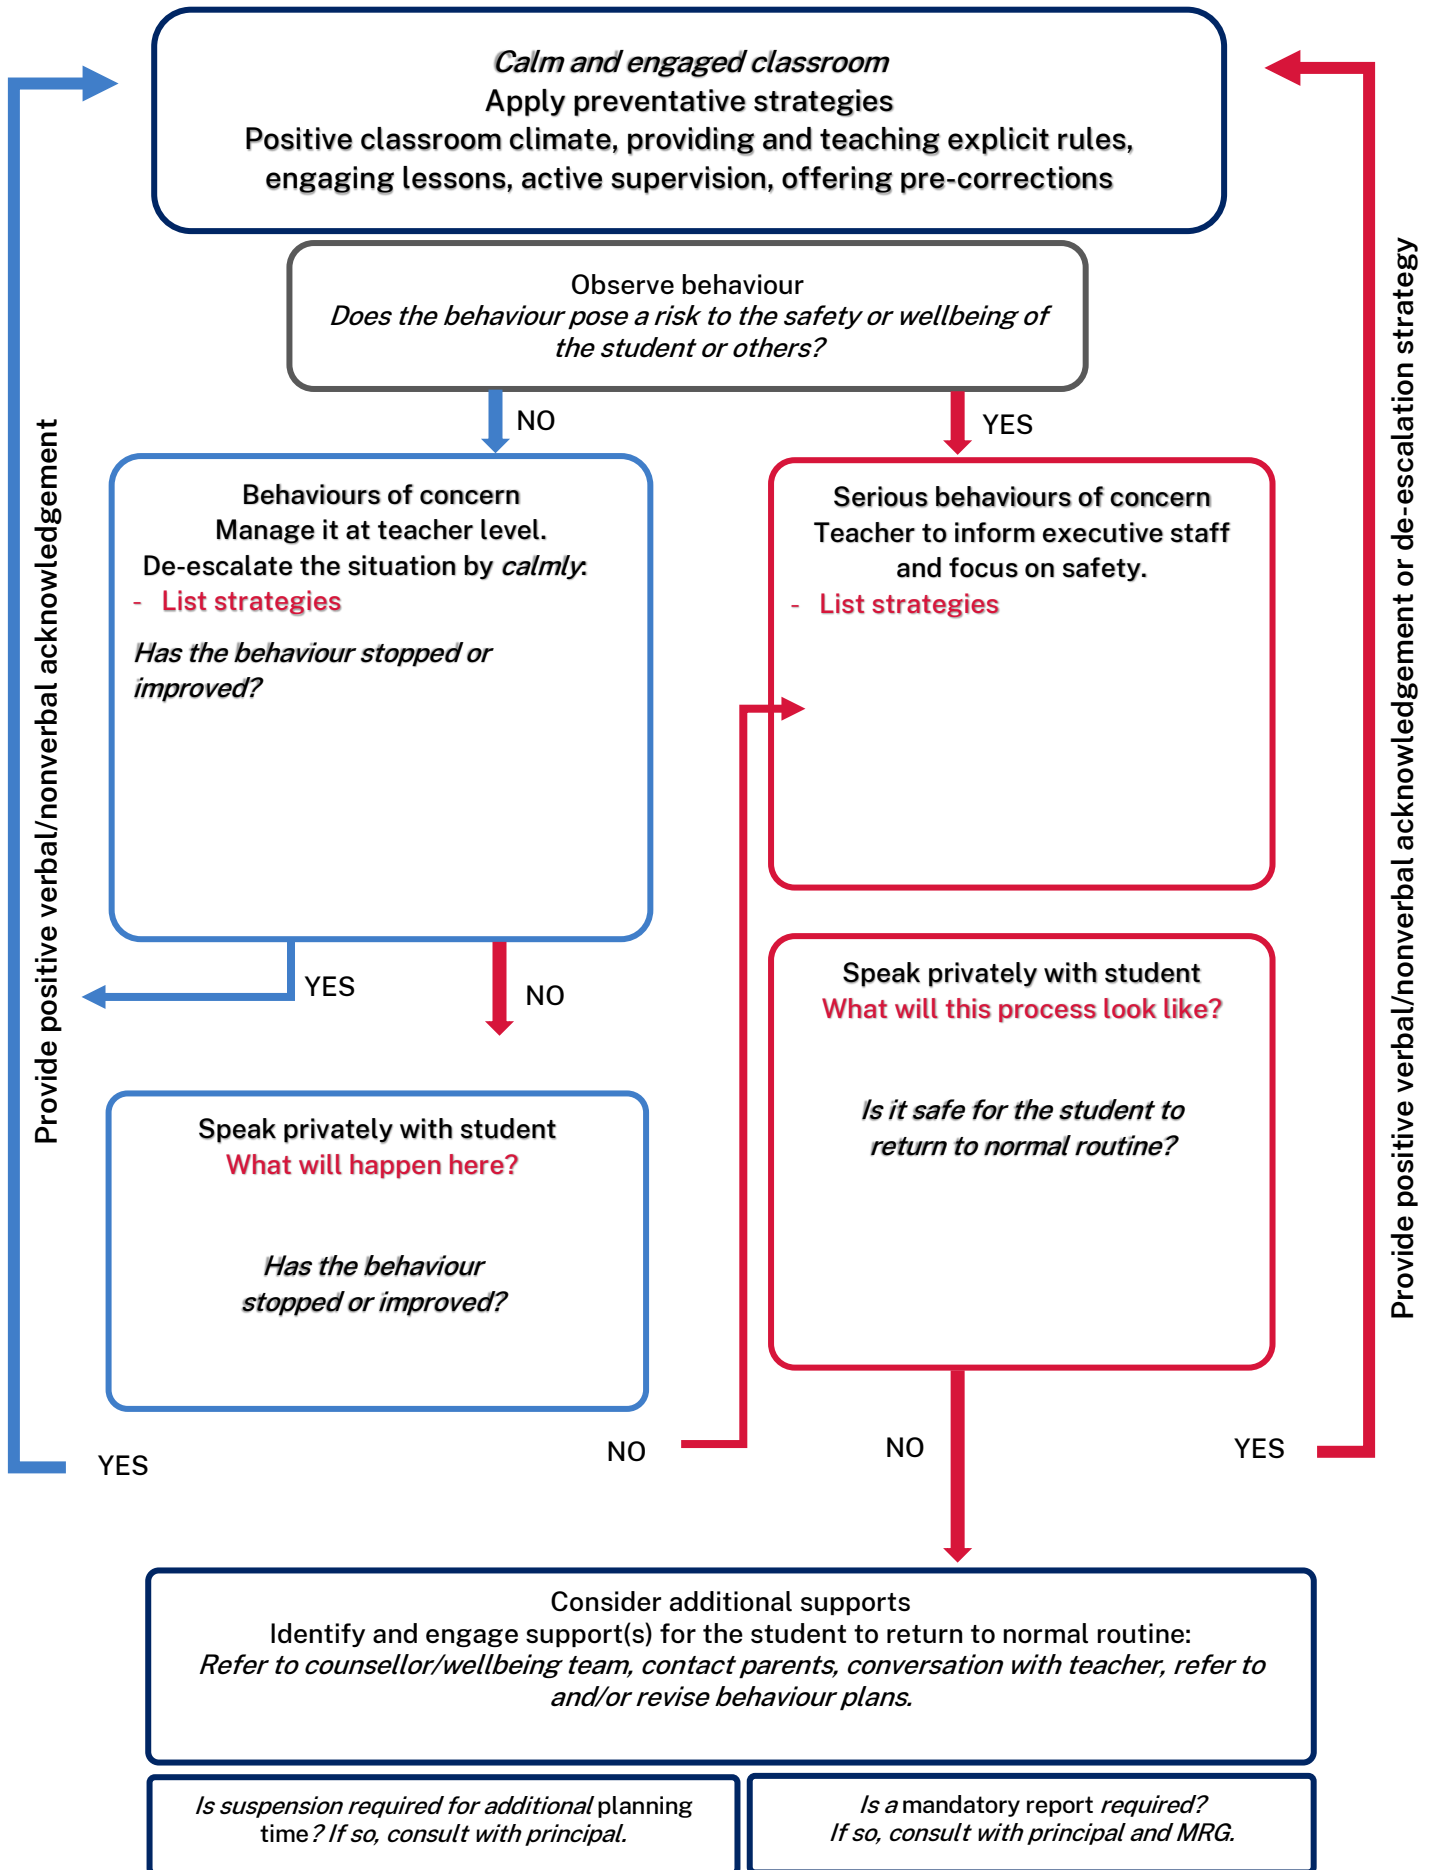 Calm and engaged classroom
Apply preventative strategies
Positive classroom climate, providing and teaching explicit rules,
engaging lessons, active supervision, offering pre-corrections
Observe behaviour
Does the behaviour pose a risk to the safety or wellbeing of
the student or others?
NO
YES
Behaviours of concern
Manage it at teacher level.
De-escalate the situation by calmly:
- List strategies
Has the behaviour stopped or
improved?
Serious behaviours of concern
Teacher to inform executive staff
and focus on safety.
- List strategies
YES
NO
Speak privately with student
What will happen here?
Has the behaviour
stopped or improved?
Speak privately with student
What will this process look like?
Is it safe for the student to
return to normal routine?
YES
NO
NO
YES
Provide positive verbal/nonverbal acknowledgement
Provide positive verbal/nonverbal acknowledgement or de-escalation strategy
Consider additional supports
Identify and engage support(s) for the student to return to normal routine:
Refer to counsellor/wellbeing team, contact parents, conversation with teacher, refer to
and/or revise behaviour plans.
Is suspension required for additional planning
time? If so, consult with principal.
Is a mandatory report required?
If so, consult with principal and MRG.